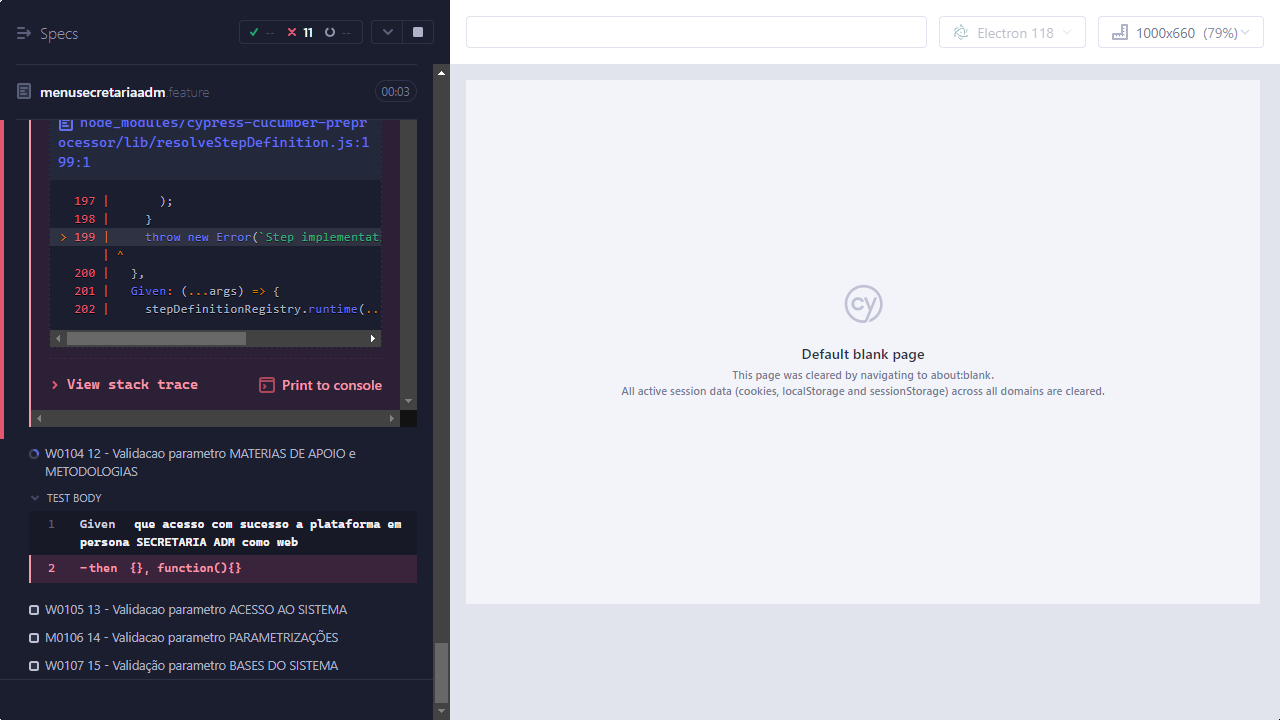 Specs
-- 11 --
Electron 118
1000x660 (79%)
menusecretariaadm feature
00:03
node_modules/cypress-cucumber-prepr
ocessor/lib/resolveStepDefinition.js:1
99:1
197 | );
198 | }
> 199 | throw new Error(`Step implementat
| ^
200 | },
201 | Given: (...args) => {
202 | stepDefinitionRegistry.runtime(..
> View stack trace
Print to console
W0104 12 - Validacao parametro MATERIAS DE APOIO e
METODOLOGIAS
TEST BODY
1 Given que acesso com sucesso a plataforma em
persona SECRETARIA ADM como web
2 -then {}, function(){}
W0105 13 - Validacao parametro ACESSO AO SISTEMA
M0106 14 - Validacao parametro PARAMETRIZAÇÕES
W0107 15 - Validação parametro BASES DO SISTEMA
cy
Default blank page
This page was cleared by navigating to about:blank.
All active session data (cookies, localStorage and sessionStorage) across all domains are cleared.